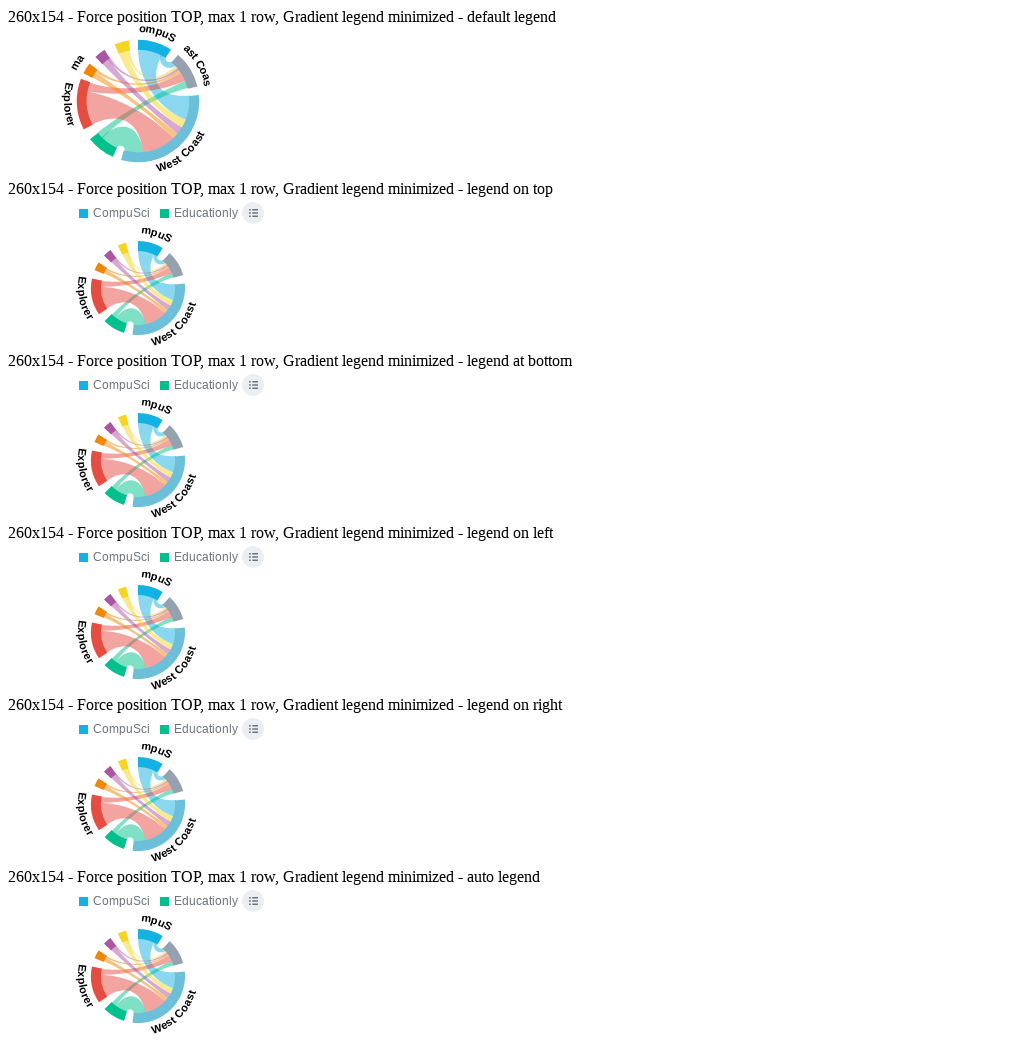 260x154 - Force position TOP, max 1 row, Gradient legend minimized - default legend
ompuS
ast Coas
ma
Explorer
West Coast
260x154 - Force position TOP, max 1 row, Gradient legend minimized - legend on top
CompuSci Educationly
mpuS
Explorer
West Coast
260x154 - Force position TOP, max 1 row, Gradient legend minimized - legend at bottom
CompuSci Educationly
mpuS
Explorer
West Coast
260x154 - Force position TOP, max 1 row, Gradient legend minimized - legend on left
CompuSci Educationly
mpuS
Explorer
West Coast
260x154 - Force position TOP, max 1 row, Gradient legend minimized - legend on right
CompuSci Educationly
mpuS
Explorer
West Coast
260x154 - Force position TOP, max 1 row, Gradient legend minimized - auto legend
CompuSci Educationly
mpuS
Explorer
West Coast